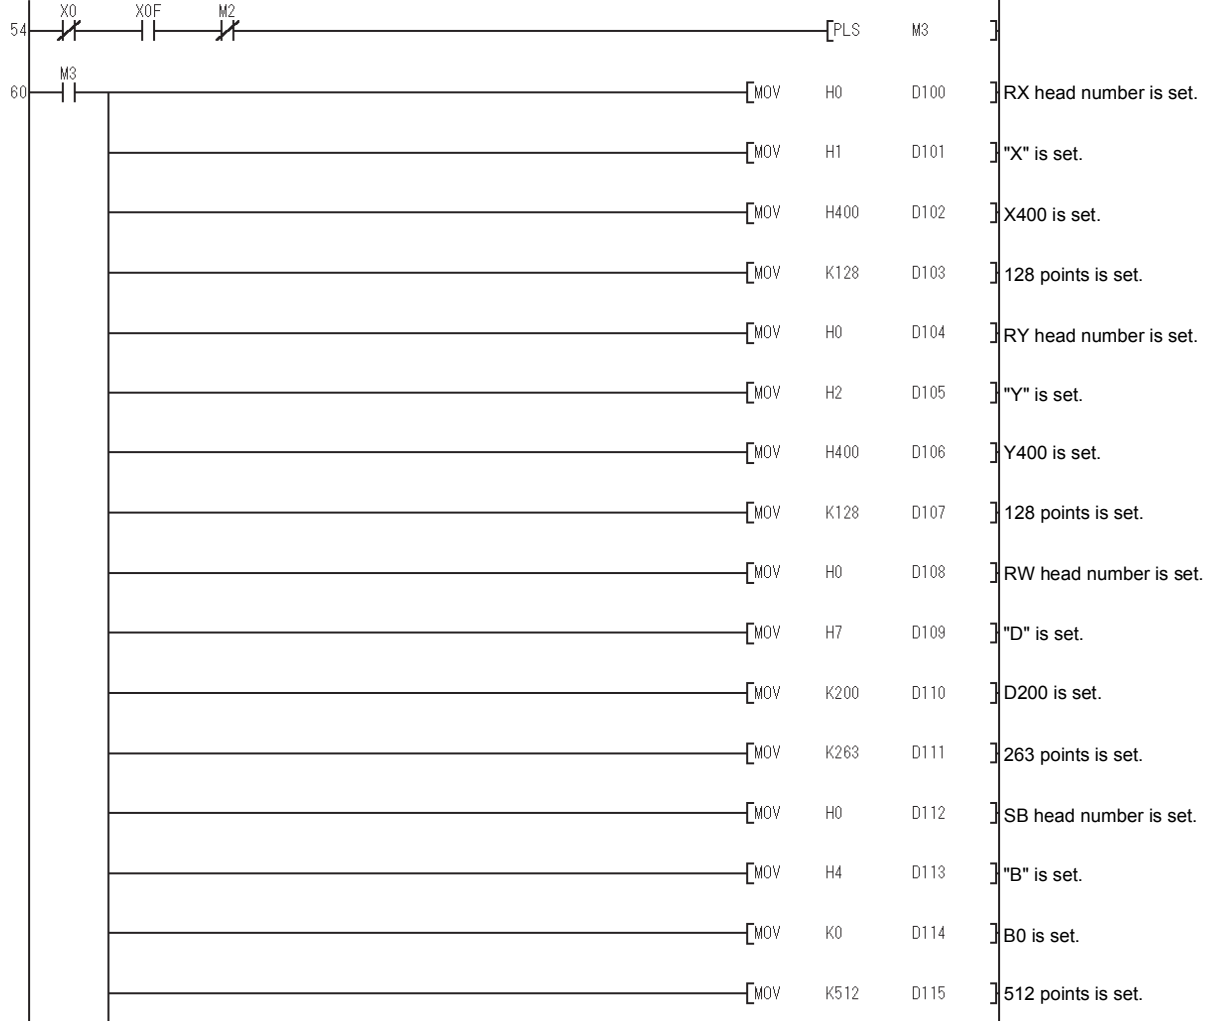 X0 X0F M2
54 PLS M3
M3
60 MOV H0 D100 RX head number is set.
MOV H1 D101 "X" is set.
MOV H400 D102 X400 is set.
MOV K128 D103 128 points is set.
MOV H0 D104 RY head number is set.
MOV H2 D105 "Y" is set.
MOV H400 D106 Y400 is set.
MOV K128 D107 128 points is set.
MOV H0 D108 RW head number is set.
MOV H7 D109 "D" is set.
MOV K200 D110 D200 is set.
MOV K263 D111 263 points is set.
MOV H0 D112 SB head number is set.
MOV H4 D113 "B" is set.
MOV K0 D114 B0 is set.
MOV K512 D115 512 points is set.